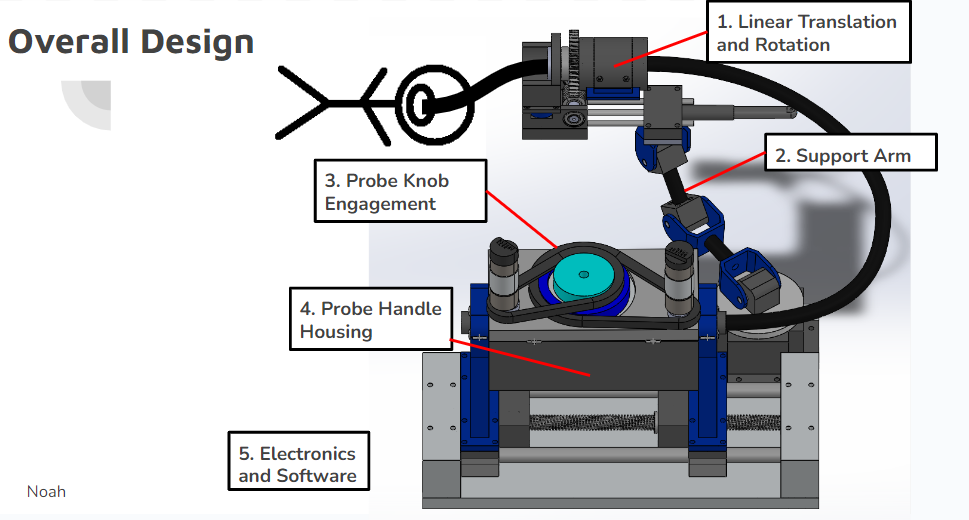 Overall Design
1. Linear Translation
and Rotation
2. Support Arm
3. Probe Knob
Engagement
4. Probe Handle
Housing
5. Electronics
and Software
Noah